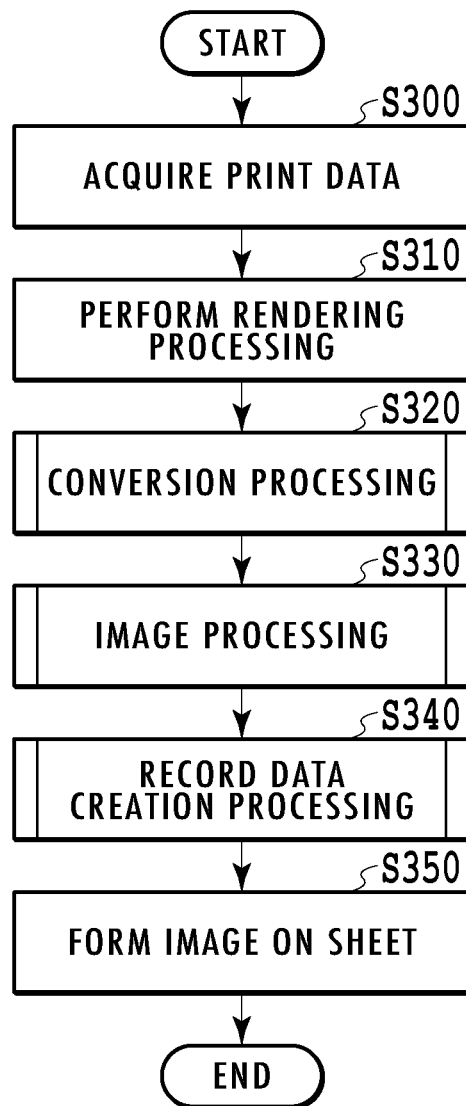 START
S300
ACQUIRE PRINT DATA
S310
PERFORM RENDERING
PROCESSING
S320
CONVERSION PROCESSING
S330
IMAGE PROCESSING
S340
RECORD DATA
CREATION PROCESSING
S350
FORM IMAGE ON SHEET
END